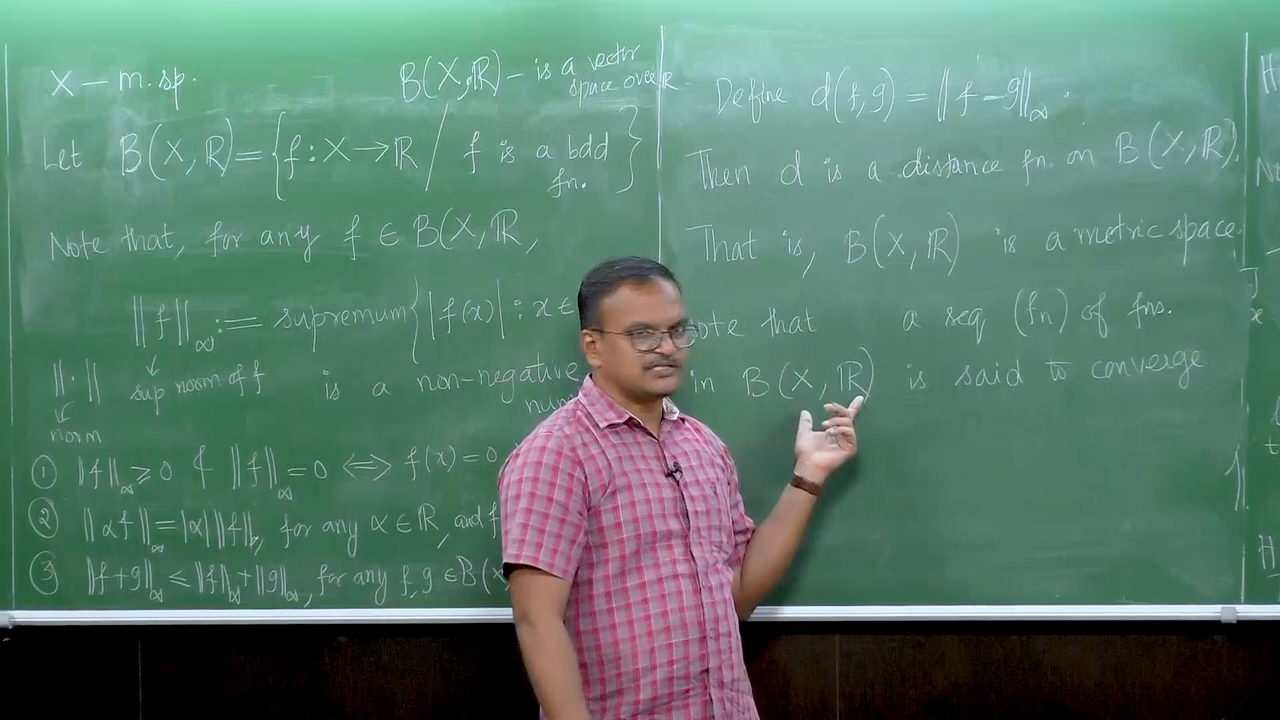 X – m.sp.
B(X,ℝ) – is a vector
space over ℝ.
Let B(X,ℝ) = { f : X → ℝ / f is a bdd
fn. }
Note that, for any f ∈ B(X,ℝ,
||f||∞ := supremum { |f(x)| : x ∈
||·|| sup norm of f is a non-negative
norm
① ||f||∞ ≥ 0 & ||f||∞ = 0 ⟺ f(x) = 0
② ||αf||∞ = |α| ||f||∞, for any α ∈ ℝ, and f
③ ||f+g||∞ ≤ ||f||∞ + ||g||∞, for any f, g ∈ B(X,
Define d(f,g) = ||f – g||∞.
Then d is a distance fn. on B(X,ℝ).
That is, B(X,ℝ) is a metric space.
ote that a seq (fn) of fns.
in B(X,ℝ) is said to converge